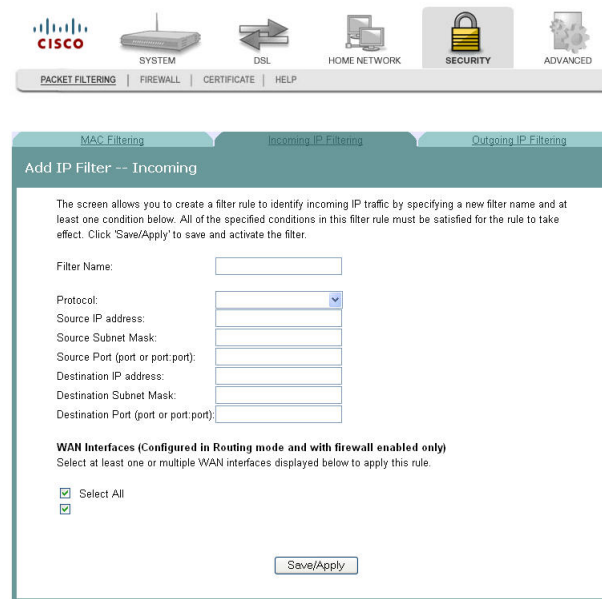 CISCO
SYSTEM
DSL
HOME NETWORK
SECURITY
ADVANCED
PACKET FILTERING | FIREWALL | CERTIFICATE | HELP
MAC Filtering
Incoming IP Filtering
Outgoing IP Filtering
Add IP Filter -- Incoming
The screen allows you to create a filter rule to identify incoming IP traffic by specifying a new filter name and at
least one condition below. All of the specified conditions in this filter rule must be satisfied for the rule to take
effect. Click 'Save/Apply' to save and activate the filter.
Filter Name:
Protocol:
Source IP address:
Source Subnet Mask:
Source Port (port or port:port):
Destination IP address:
Destination Subnet Mask:
Destination Port (port or port:port):
WAN Interfaces (Configured in Routing mode and with firewall enabled only)
Select at least one or multiple WAN interfaces displayed below to apply this rule.
Select All
Save/Apply